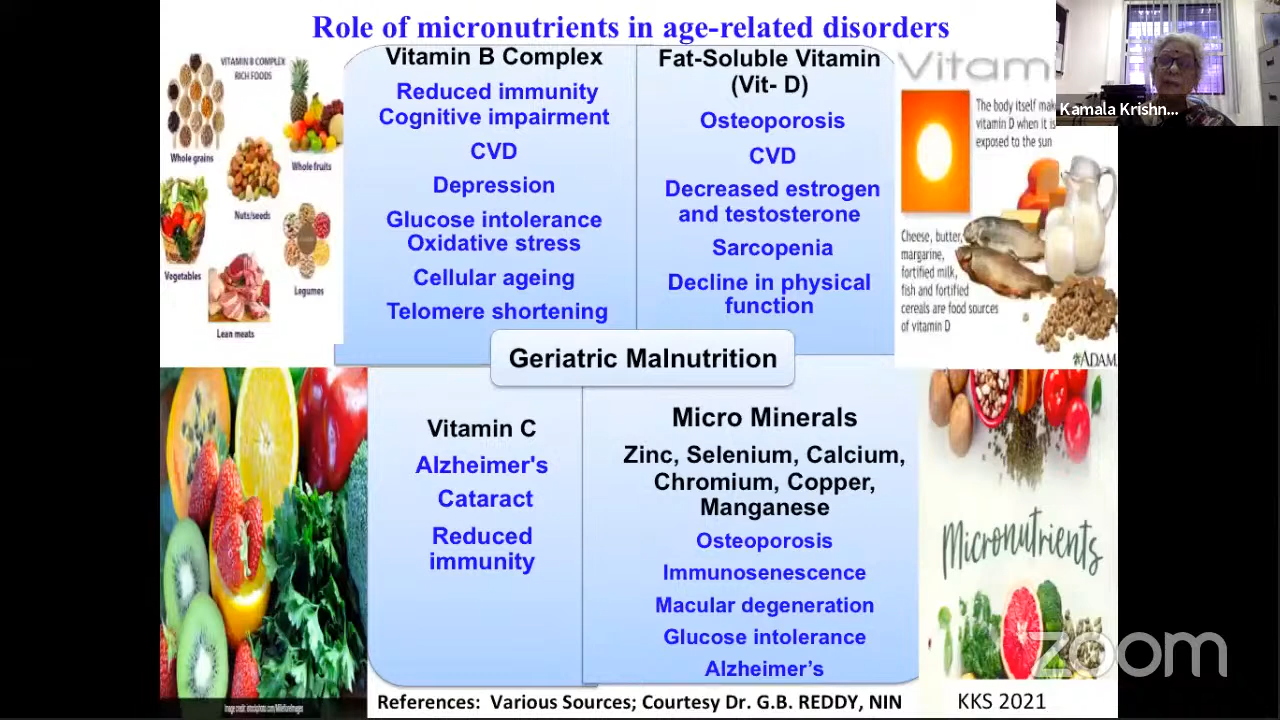 Role of micronutrients in age-related disorders
VITAMIN B COMPLEX
RICH FOODS
Whole grains
Whole fruits
Nuts/seeds
Vegetables
Legumes
Lean meats
Vitamin B Complex
Reduced immunity
Cognitive impairment
CVD
Depression
Glucose intolerance
Oxidative stress
Cellular ageing
Telomere shortening
Fat-Soluble Vitamin
(Vit- D)
Osteoporosis
CVD
Decreased estrogen
and testosterone
Sarcopenia
Decline in physical
function
Vitam
The body itself mak
vitamin D when it is
exposed to the sun
Cheese, butter,
margarine,
fortified milk,
fish and fortified
cereals are food sources
of vitamin D
ADAM
Kamala Krishn...
Geriatric Malnutrition
Vitamin C
Alzheimer's
Cataract
Reduced
immunity
Micro Minerals
Zinc, Selenium, Calcium,
Chromium, Copper,
Manganese
Osteoporosis
Immunosenescence
Macular degeneration
Glucose intolerance
Alzheimer’s
Micronutrients
zoom
References: Various Sources; Courtesy Dr. G.B. REDDY, NIN
KKS 2021